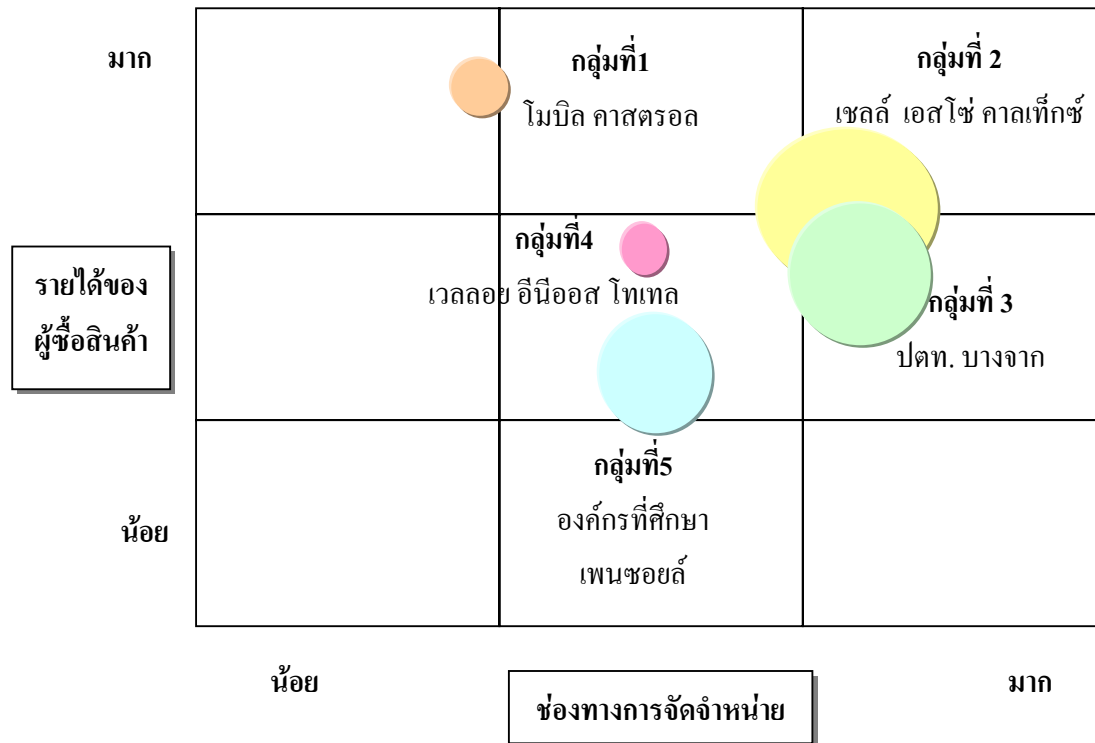 มาก
กลุ่มที่1
โมบิล คาสตรอล
กลุ่มที่ 2
เชลล์ เอสโซ่ คาลเท็กซ์
รายได้ของ
ผู้ซื้อสินค้า
กลุ่มที่4
เวลลอย อีนีออส โทเทล
กลุ่มที่ 3
ปตท. บางจาก
กลุ่มที่5
องค์กรที่ศึกษา
เพนซอยล์
น้อย
น้อย
ช่องทางการจัดจำหน่าย
มาก